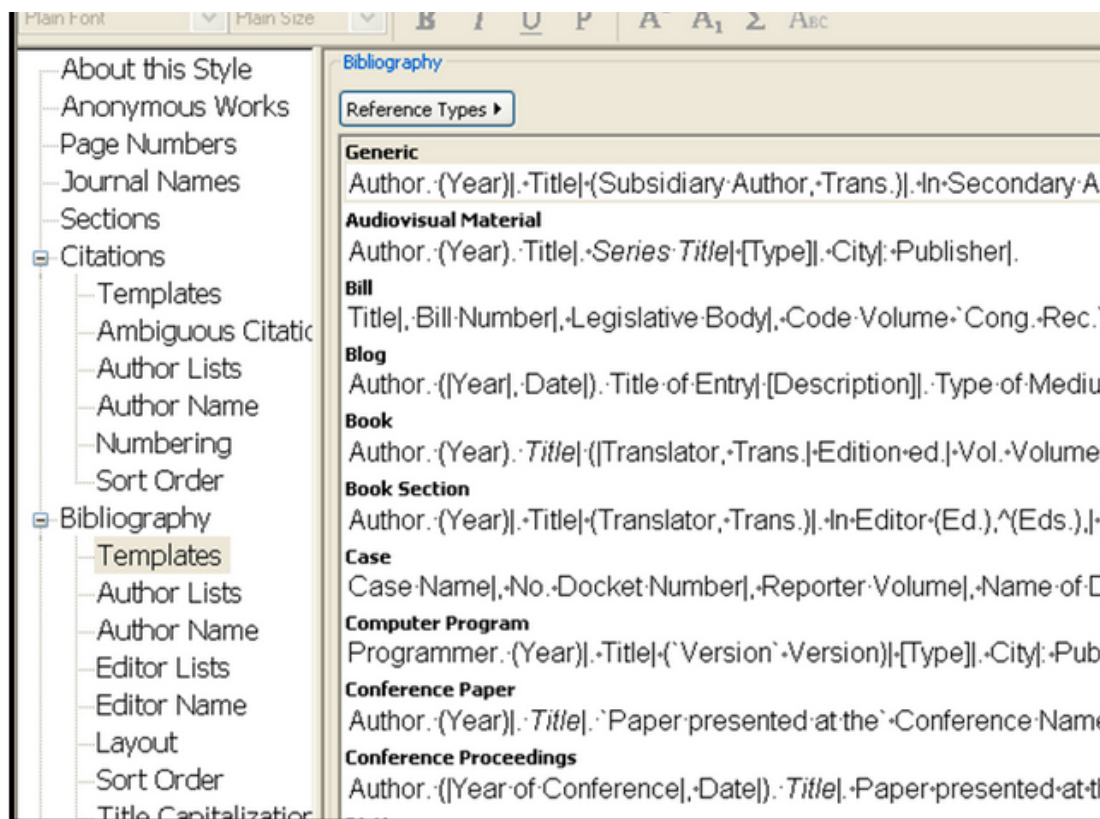 Plain Font Plain Size B I U P A A1 Σ ABC
About this Style
Anonymous Works
Page Numbers
Journal Names
Sections
Citations
Templates
Ambiguous Citatic
Author Lists
Author Name
Numbering
Sort Order
Bibliography
Templates
Author Lists
Author Name
Editor Lists
Editor Name
Layout
Sort Order
Title Capitalization
Bibliography
Reference Types
Generic
Author.·(Year)|.·Title|·(Subsidiary·Author,·Trans.)|.·In·Secondary·A
Audiovisual Material
Author.·(Year).·Title|.·Series·Title|·[Type]|.·City|:·Publisher|.
Bill
Title|,·Bill·Number|,·Legislative·Body|,·Code·Volume·`Cong.·Rec.`
Blog
Author.·(|Year|,·Date|).·Title·of·Entry|·[Description]|.·Type·of·Mediu
Book
Author.·(Year).·Title|·(|Translator,·Trans.|·Edition·ed.|·Vol.·Volume
Book Section
Author.·(Year)|.·Title|·(Translator,·Trans.)|.·In·Editor·(Ed.),^(Eds.),|·
Case
Case·Name|,·No.·Docket·Number|,·Reporter·Volume|,·Name·of·D
Computer Program
Programmer.·(Year)|.·Title|·(`Version`·Version)|·[Type]|.·City|:·Pub
Conference Paper
Author.·(Year)|.·Title|.·`Paper·presented·at·the`·Conference·Name
Conference Proceedings
Author.·(|Year·of·Conference|,·Date|).·Title|.·Paper·presented·at·th